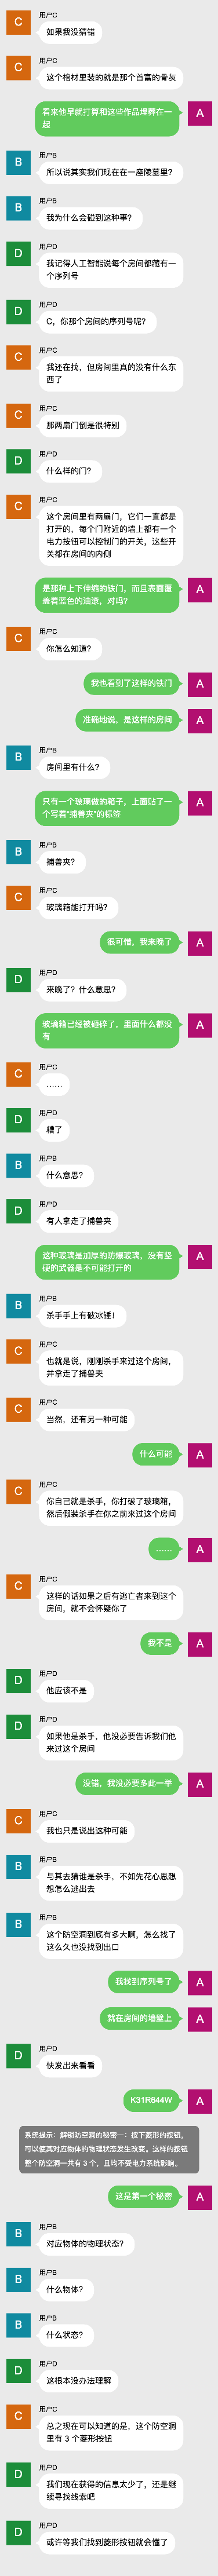 C
用户C
如果我没猜错
C
用户C
这个棺材里装的就是那个首富的骨灰
看来他早就打算和这些作品埋葬在一
起
A
B
用户B
所以说其实我们现在在一座陵墓里?
B
用户B
我为什么会碰到这种事?
D
用户D
我记得人工智能说每个房间都藏有一
个序列号
D
用户D
C，你那个房间的序列号呢?
C
用户C
我还在找，但房间里真的没有什么东
西了
C
用户C
那两扇门倒是很特别
D
用户D
什么样的门?
C
用户C
这个房间里有两扇门，它们一直都是
打开的，每个门附近的墙上都有一个
电力按钮可以控制门的开关，这些开
关都在房间的内侧
是那种上下伸缩的铁门，而且表面覆
盖着蓝色的油漆，对吗?
A
C
用户C
你怎么知道?
我也看到了这样的铁门
A
准确地说，是这样的房间
A
B
用户B
房间里有什么?
只有一个玻璃做的箱子，上面贴了一
个写着“捕兽夹”的标签
A
B
用户B
捕兽夹?
C
用户C
玻璃箱能打开吗?
很可惜，我来晚了
A
D
用户D
来晚了? 什么意思?
玻璃箱已经被砸碎了，里面什么都没
有
A
C
用户C
……
D
用户D
糟了
B
用户B
什么意思?
D
用户D
有人拿走了捕兽夹
这种玻璃是加厚的防爆玻璃，没有坚
硬的武器是不可能打开的
A
B
用户B
杀手手上有破冰锤!
C
用户C
也就是说，刚刚杀手来过这个房间，
并拿走了捕兽夹
C
用户C
当然，还有另一种可能
什么可能
A
C
用户C
你自己就是杀手，你打破了玻璃箱，
然后假装杀手在你之前来过这个房间
……
A
C
用户C
这样的话如果之后有逃亡者来到这个
房间，就不会怀疑你了
我不是
A
D
用户D
他应该不是
D
用户D
如果他是杀手，他没必要告诉我们他
来过这个房间
没错，我没必要多此一举
A
C
用户C
我也只是说出这种可能
B
用户B
与其去猜谁是杀手，不如先花心思想
想怎么逃出去
B
用户B
这个防空洞到底有多大啊，怎么找了
这么久也没找到出口
我找到序列号了
A
就在房间的墙壁上
A
D
用户D
快发出来看看
K31R644W
A
系统提示：解锁防空洞的秘密一：按下菱形的按钮，
可以使其对应物体的物理状态发生改变。这样的按钮
整个防空洞一共有 3 个，且均不受电力系统影响。
这是第一个秘密
A
B
用户B
对应物体的物理状态?
B
用户B
什么物体?
B
用户B
什么状态?
D
用户D
这根本没办法理解
C
用户C
总之现在可以知道的是，这个防空洞
里有 3 个菱形按钮
D
用户D
我们现在获得的信息太少了，还是继
续寻找线索吧
D
用户D
或许等我们找到菱形按钮就会懂了